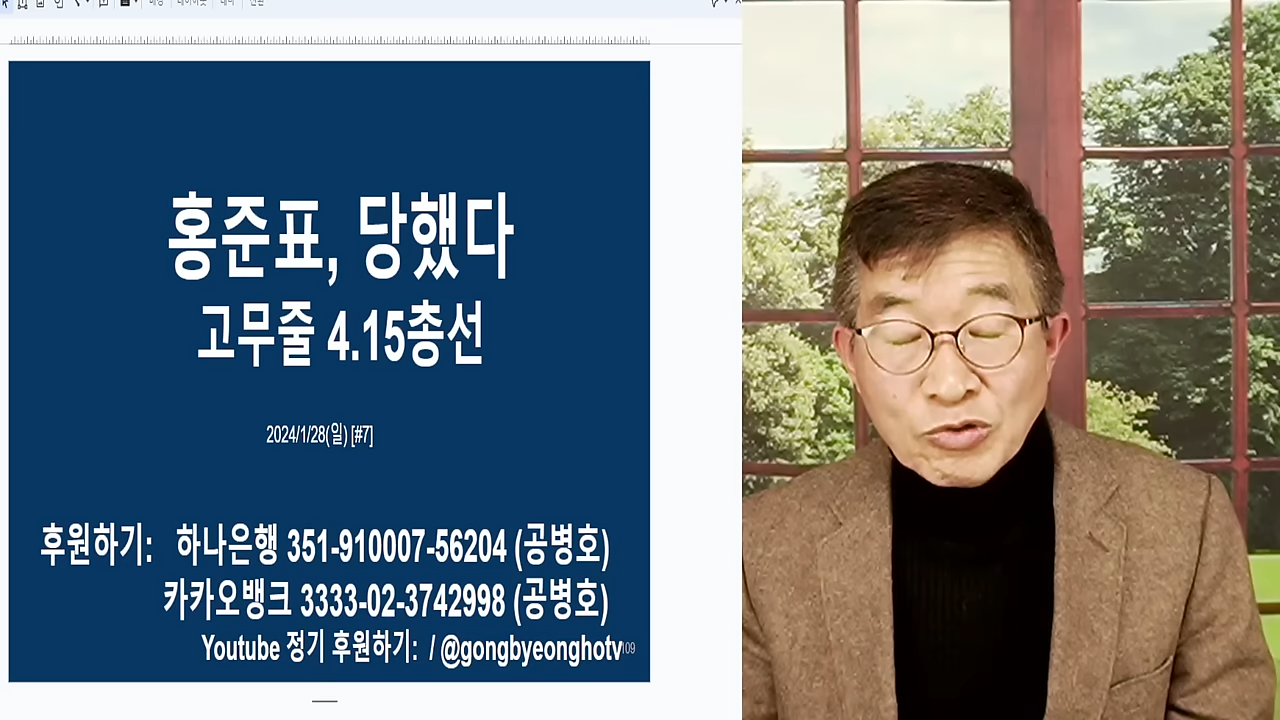 홍준표, 당했다
고무줄 4.15총선
2024/1/28(일) [#7]
후원하기: 하나은행 351-910007-56204 (공병호)
카카오뱅크 3333-02-3742998 (공병호)
Youtube 정기 후원하기: / @gongbyeonghotv
109